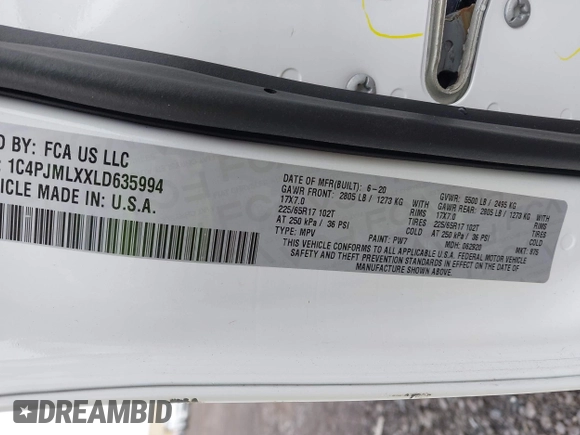 D BY: FCA US LLC
1C4PJMLXXLD635994
HICLE MADE IN: U.S.A.
DATE OF MFR(BUILT): 6-20 GVWR: 5500 LB / 2495 KG
GAWR FRONT: 2805 LB / 1273 KG WITH GAWR REAR: 2805 LB / 1273 KG WITH
17X7.0 RIMS 17X7.0 RIMS
225/65R17 102T TIRES 225/65R17 102T TIRES
AT 250 kPa / 36 PSI COLD AT 250 kPa / 36 PSI COLD
TYPE: MPV PAINT: PW7 MDH: 062920 MKT:
THIS VEHICLE CONFORMS TO ALL APPLICABLE U.S.A. FEDERAL MOTOR VEHICLE
SAFETY AND THEFT PREVENTION STANDARDS IN EFFECT ON THE DATE OF
MANUFACTURE SHOWN ABOVE.
DREAMBID